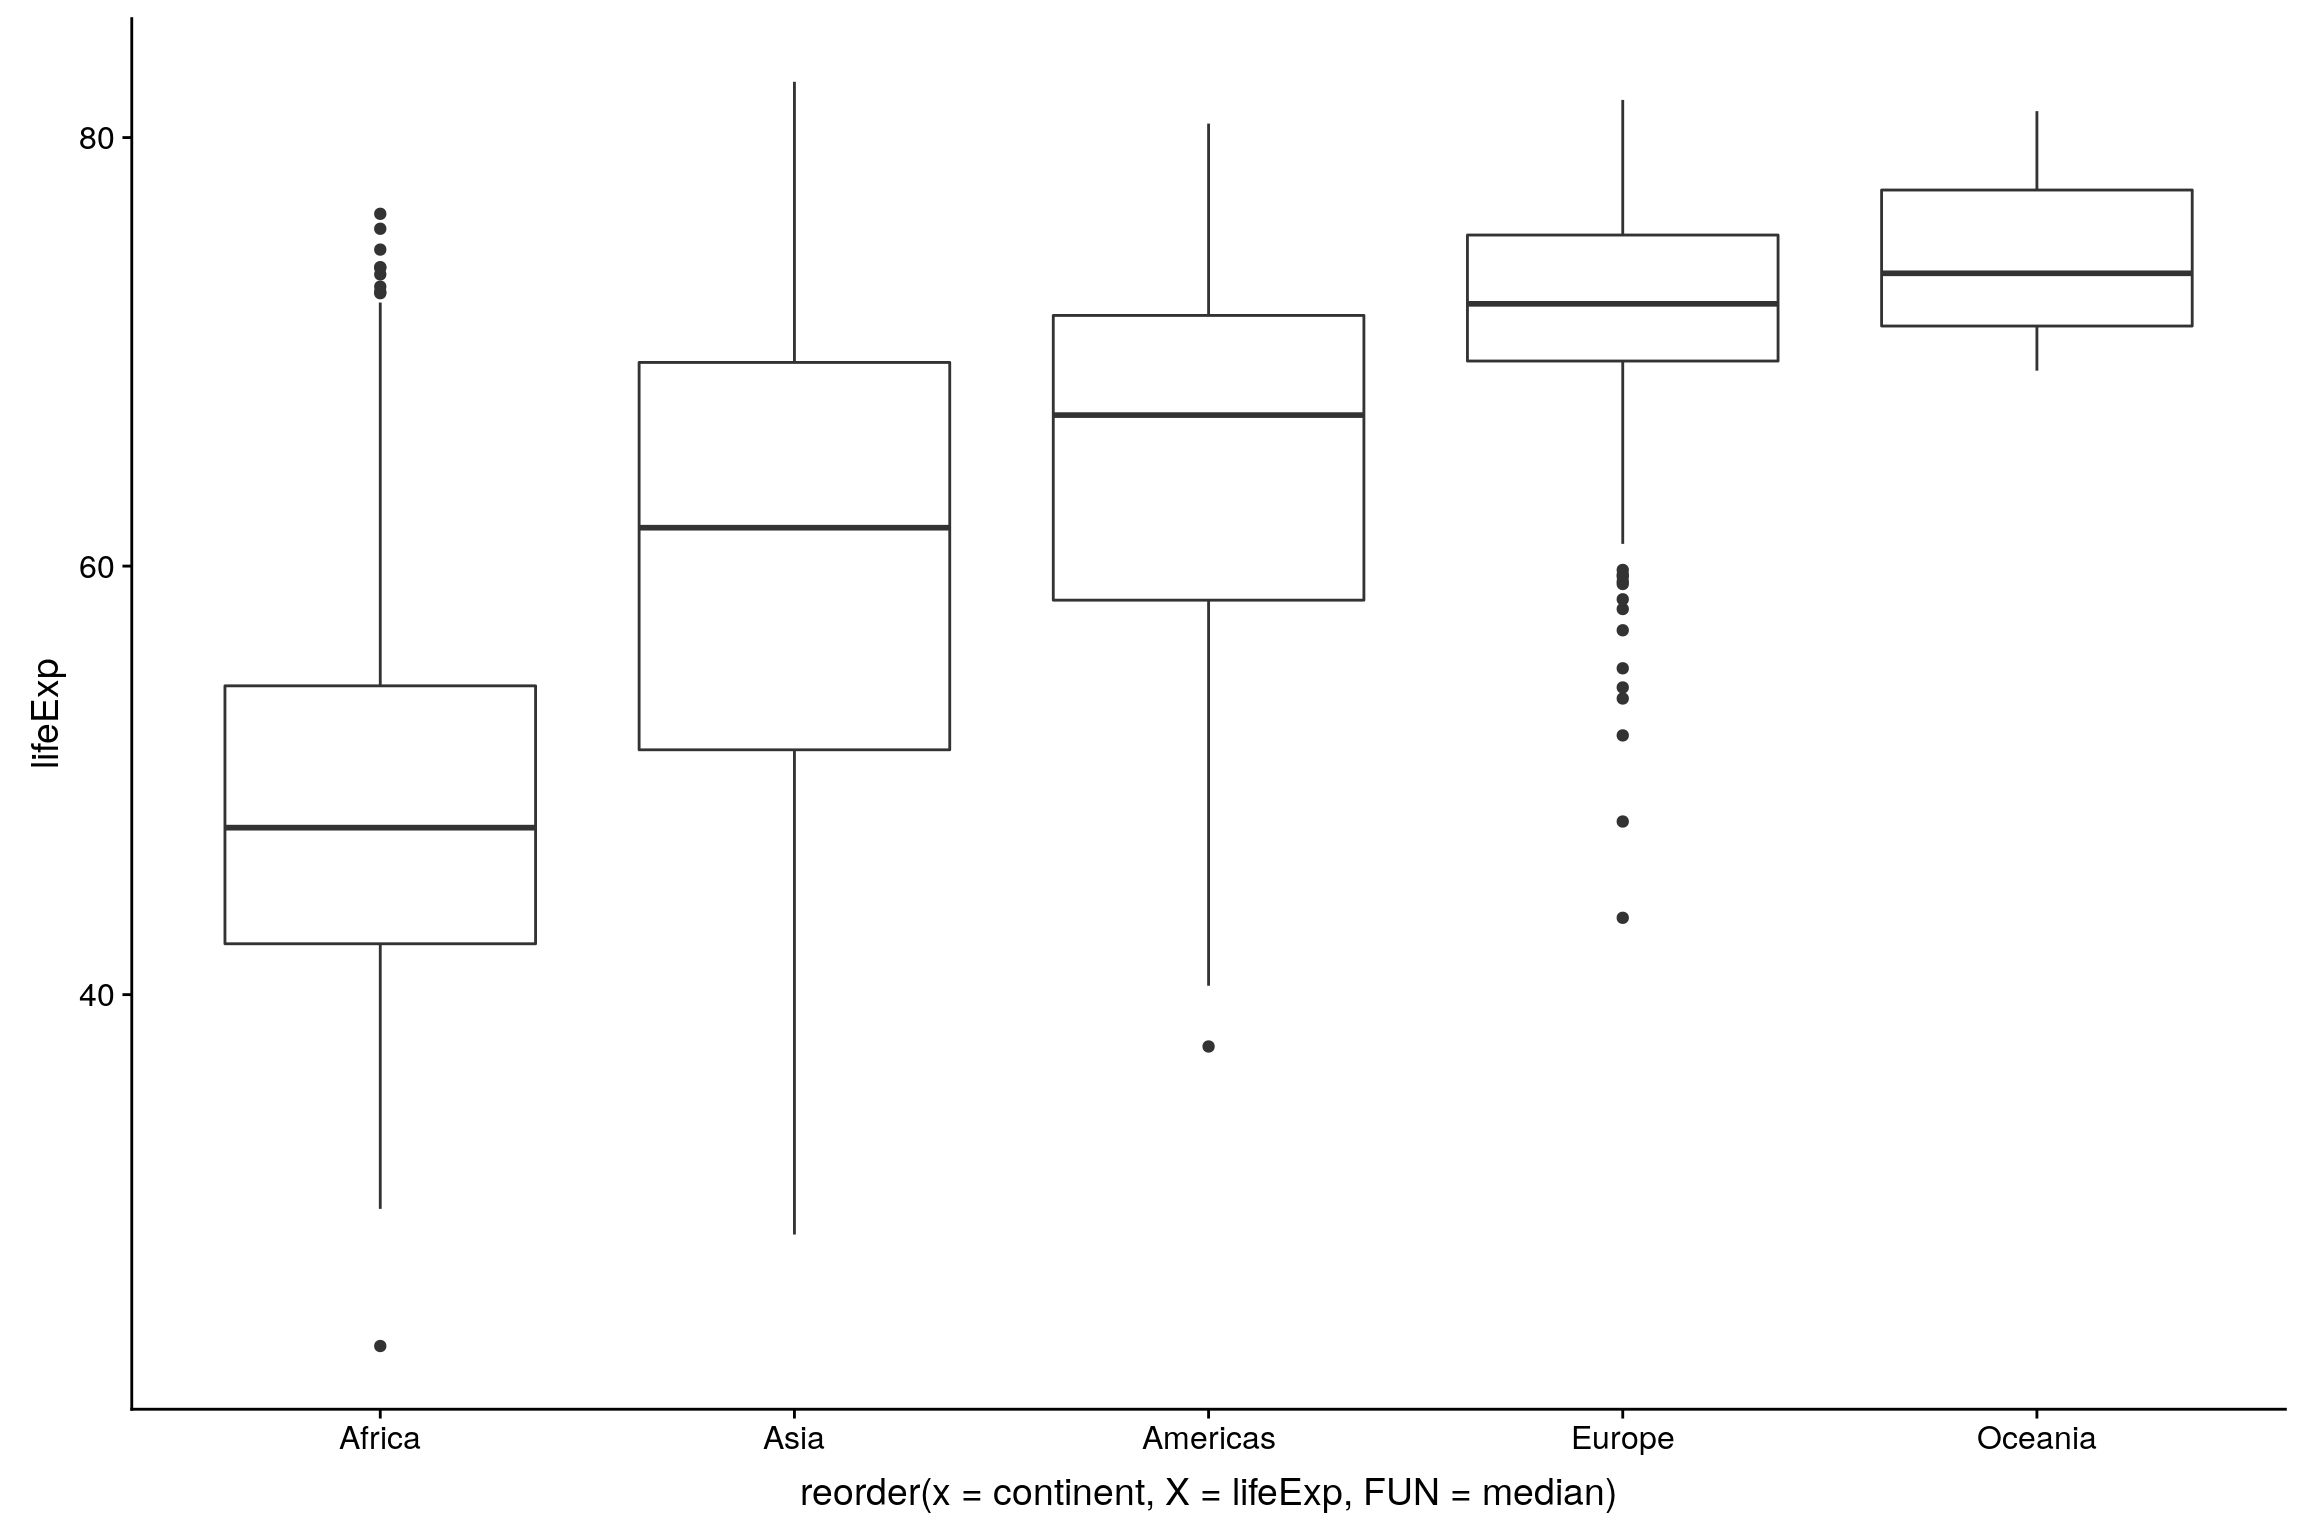 80
60
40
lifeExp
Africa Asia Americas Europe Oceania
reorder(x = continent, X = lifeExp, FUN = median)